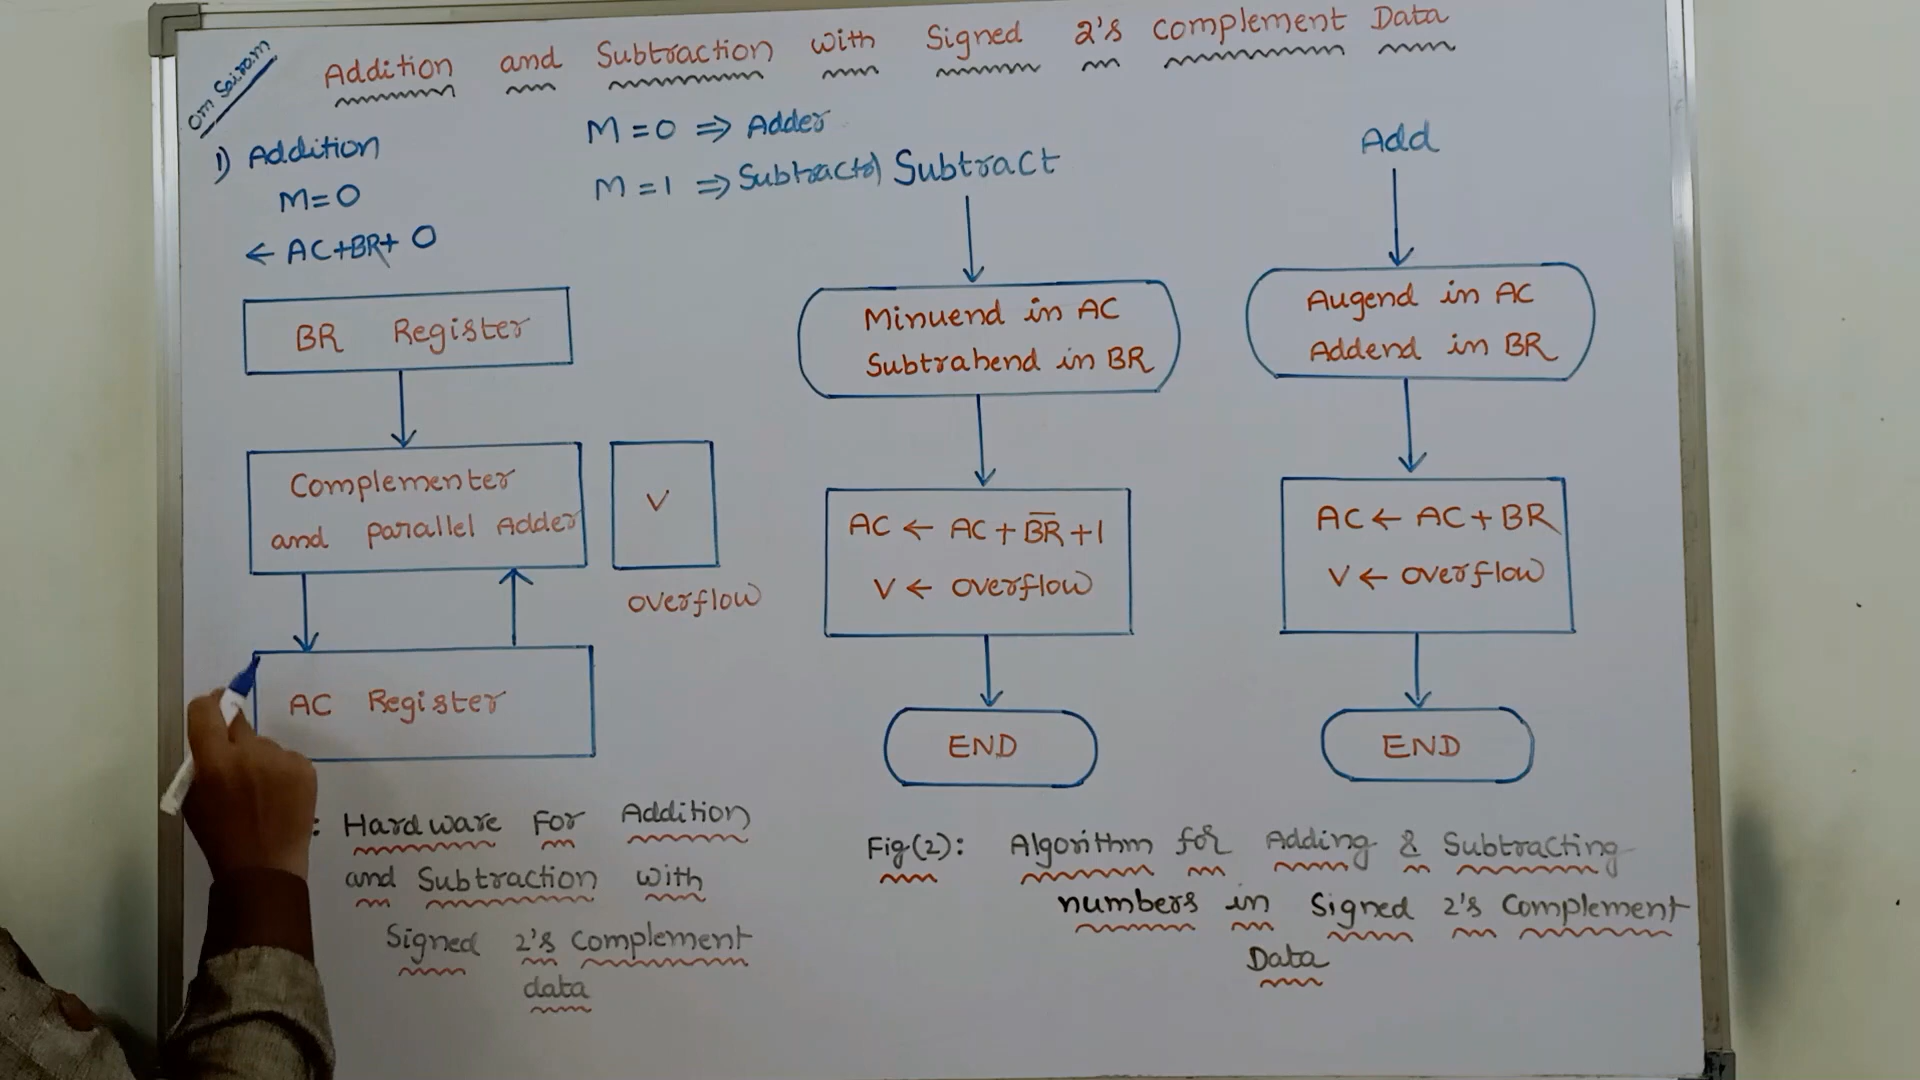 Om Sairam
Addition and Subtraction with Signed 2's complement Data
1) Addition
M=0
← AC+BR+ 0
M=0 ⇒ Adder
M=1 ⇒ Subtractor
BR Register
Complementer
and parallel Adder
V
overflow
AC Register
: Hardware For Addition
and Subtraction with
Signed 2's Complement
data
Subtract
Minuend in AC
Subtrahend in BR
AC ← AC + B̅R̅ +1
V ← overflow
END
Add
Augend in AC
Addend in BR
AC ← AC + BR
V ← overflow
END
Fig(2): Algorithm for Adding & Subtracting
numbers in Signed 2's Complement
Data